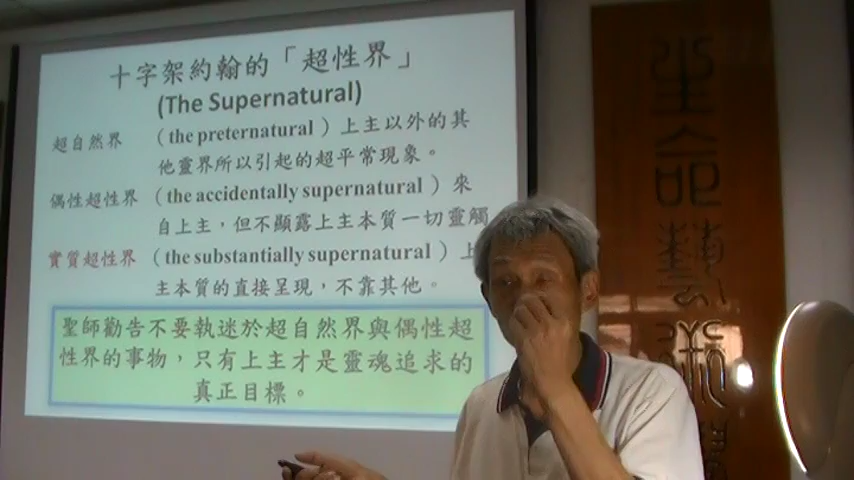 十字架約翰的「超性界」
(The Supernatural)
超自然界 （the preternatural）上主以外的其
他靈界所以引起的超平常現象。
偶性超性界 （the accidentally supernatural）來
自上主，但不顯露上主本質一切靈觸
實質超性界 （the substantially supernatural）上
主本質的直接呈現，不靠其他。
聖師勸告不要執迷於超自然界與偶性超
性界的事物，只有上主才是靈魂追求的
真正目標。
生命藝術